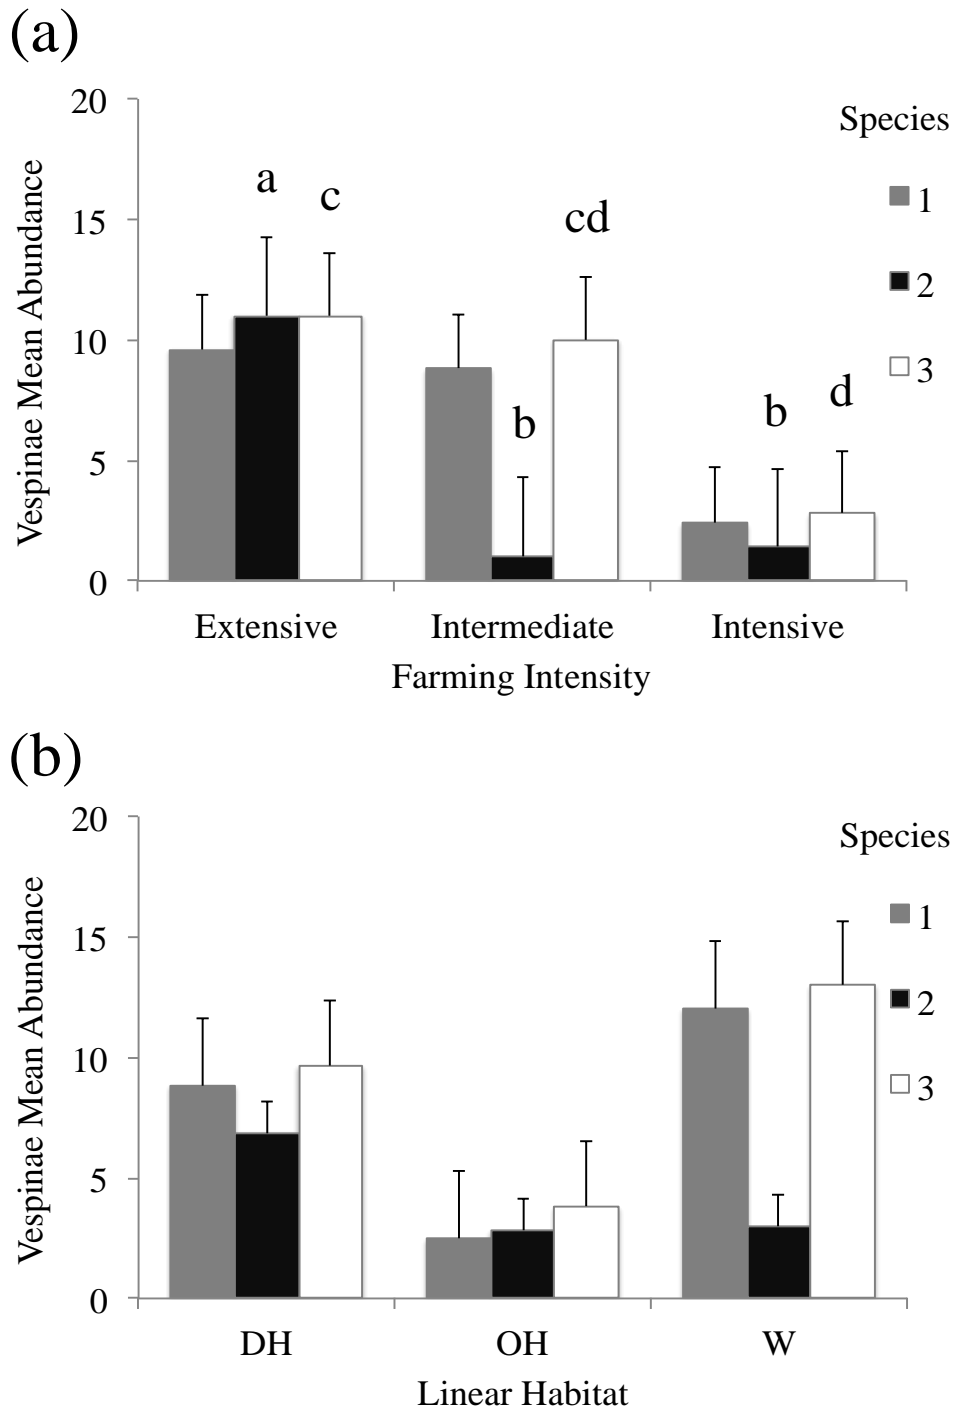 (a)
20
15
10
5
0
Vespinae Mean Abundance
a
c
b
cd
b
d
Species
1
2
3
Extensive
Intermediate
Intensive
Farming Intensity
(b)
20
15
10
5
0
Vespinae Mean Abundance
Species
1
2
3
DH
OH
W
Linear Habitat